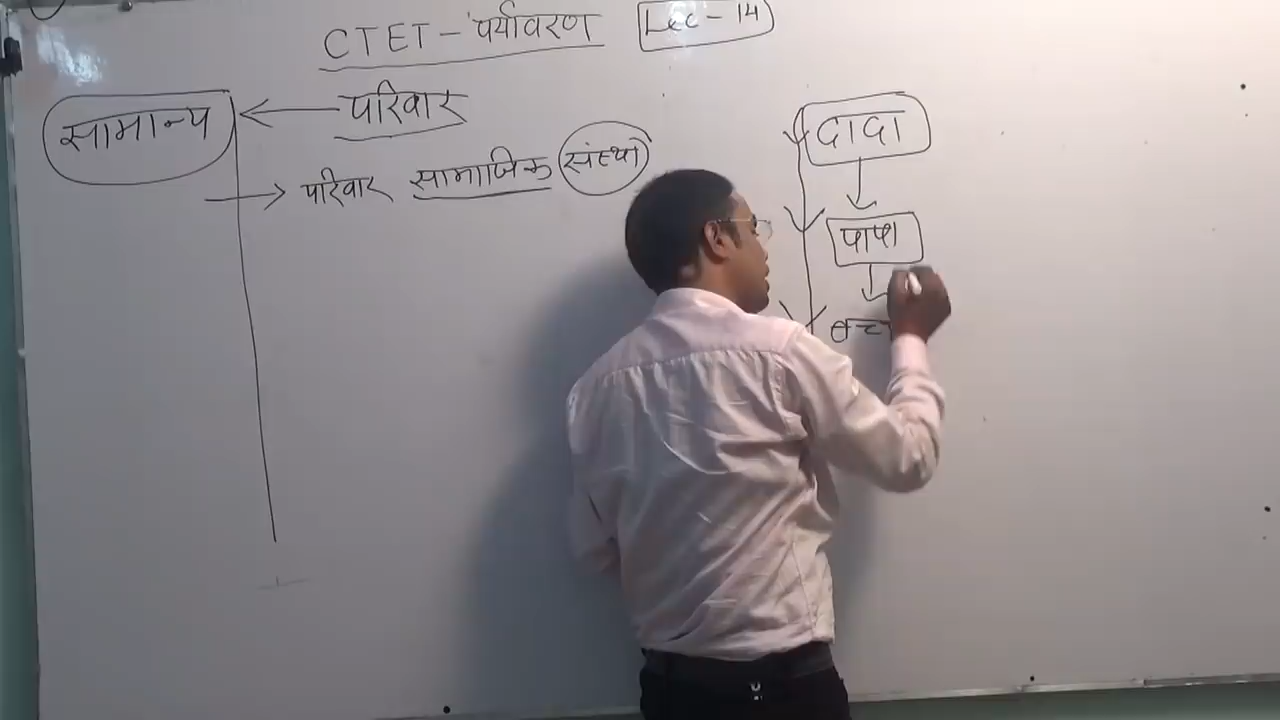 CTET - पर्यावरण Lec - 14
सामान्य ← परिवार
→ परिवार सामाजिक संस्था
दादा
पापा